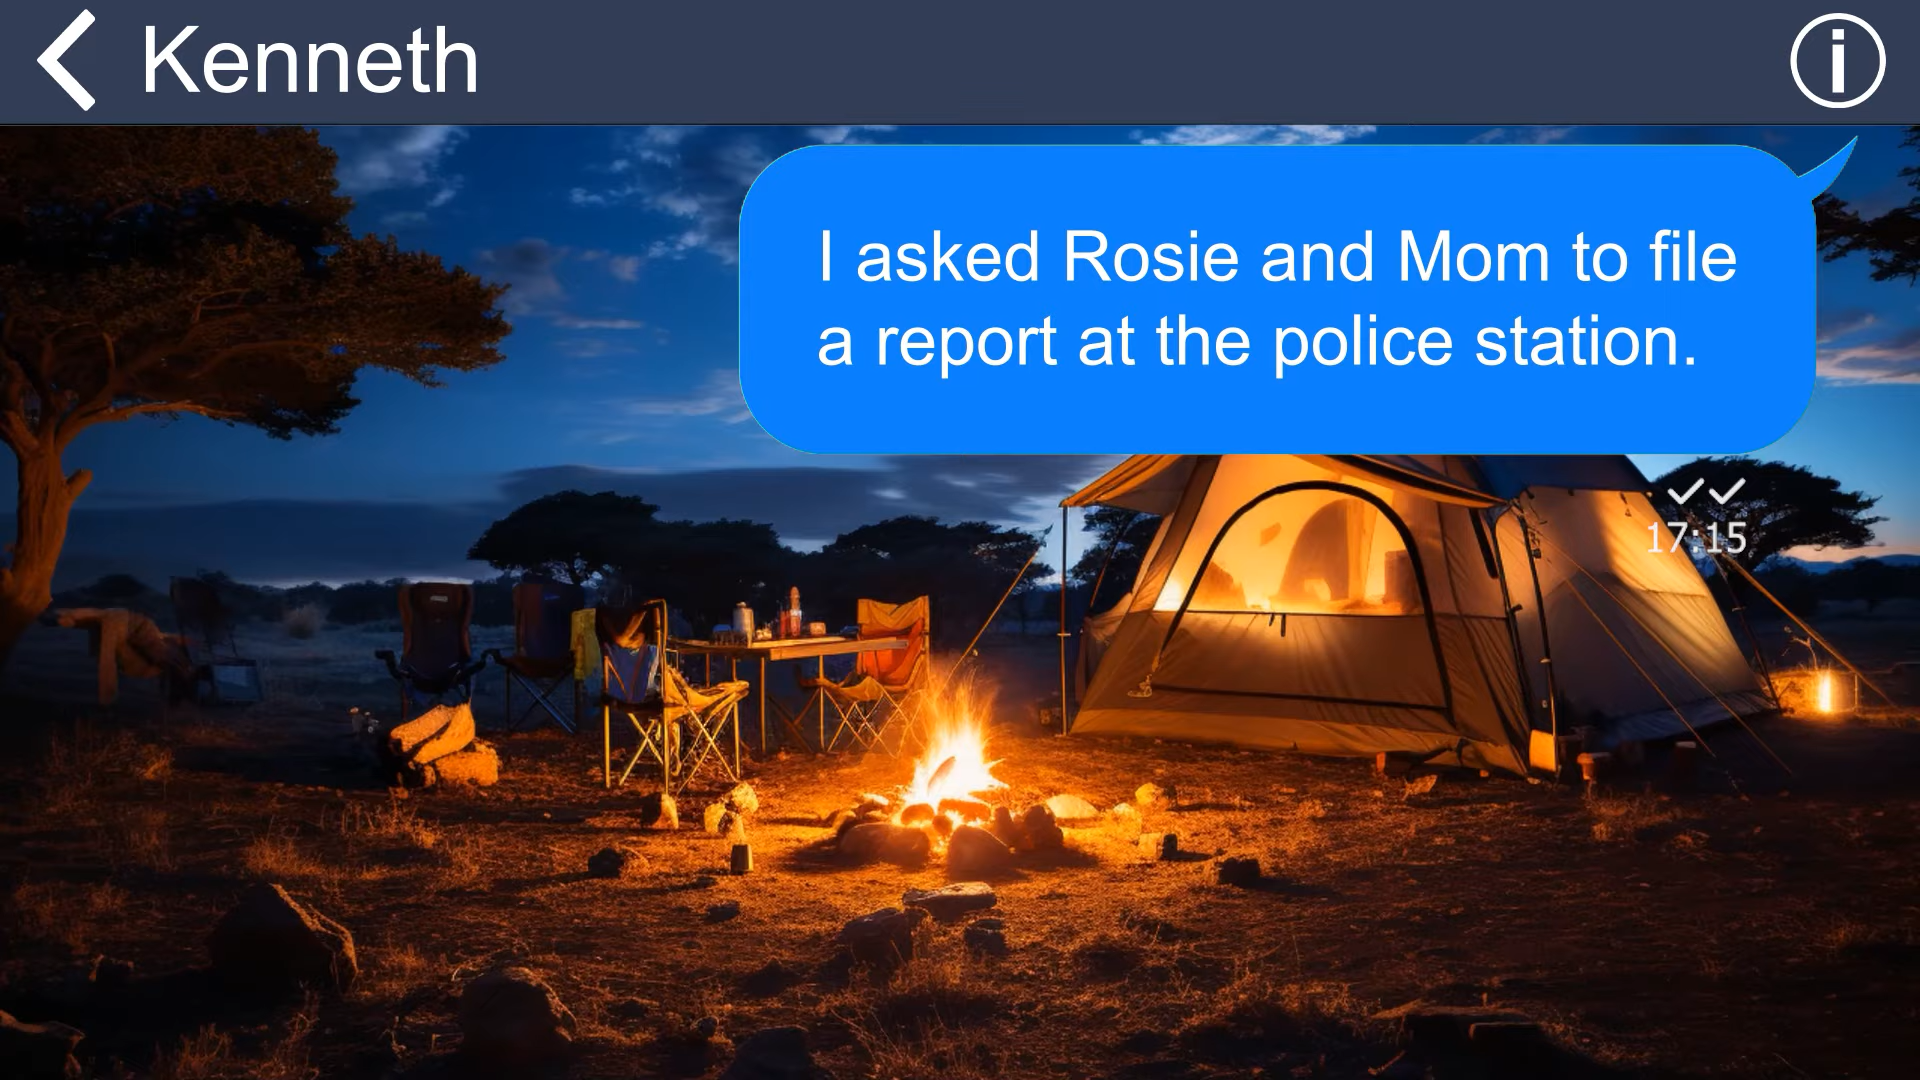 Kenneth
I asked Rosie and Mom to file
a report at the police station.
17:15